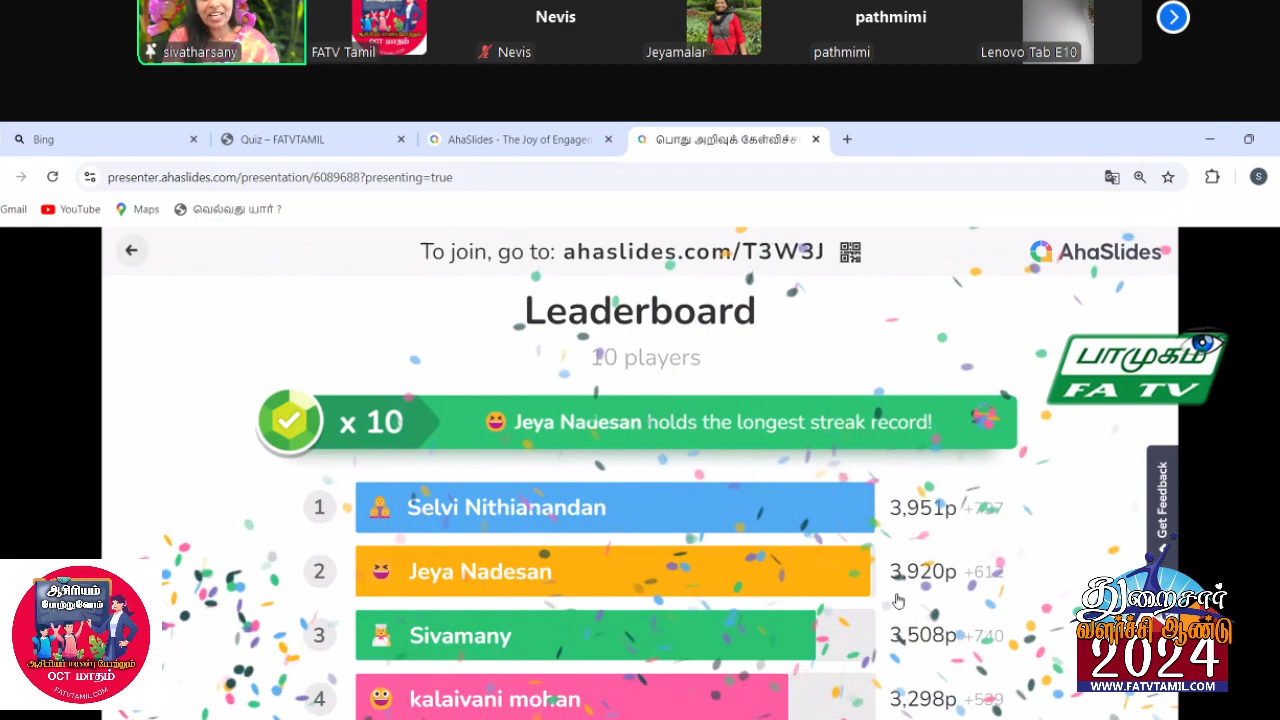 Nevis
pathmimi
sivatharsany
FATV Tamil
Nevis
Jeyamalar
pathmimi
Lenovo Tab E10
Bing
Quiz – FATVTAMIL
AhaSlides - The Joy of Engagem
பொது அறிவுக் கேள்விச்ச
presenter.ahaslides.com/presentation/6089688?presenting=true
S
Gmail
YouTube
Maps
வெல்வது யார் ?
To join, go to: ahaslides.com/T3W3J
AhaSlides
Leaderboard
10 players
பாமுகம்
FA TV
x 10
Jeya Nadesan holds the longest streak record!
Get Feedback
1 Selvi Nithianandan 3,951p +797
2 Jeya Nadesan 3,920p +612
3 Sivamany 3,508p +740
4 kalaivani mohan 3,298p +539
ஆசிரியம்
போற்றுவோம்
ஆசிரியம் மாண்பு போற்றும்
OCT மாதம்
FATVTAMIL.COM
துறைசார்
வளர்ச்சி ஆண்டு
2024
WWW.FATVTAMIL.COM